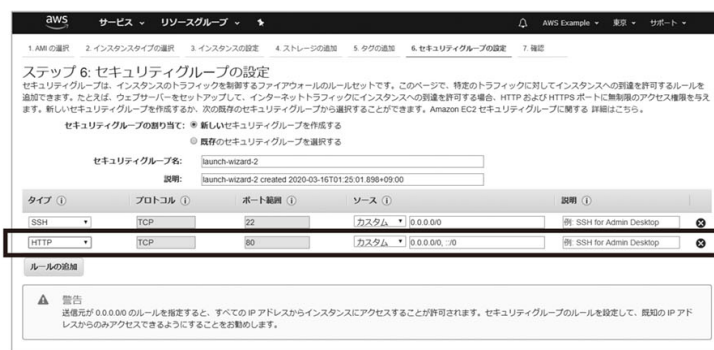 aws サービス リソースグループ AWS Example 東京 サポート
1. AMI の選択 2. インスタンスタイプの選択 3. インスタンスの設定 4. ストレージの追加 5. タグの追加 6. セキュリティグループの設定 7. 確認
ステップ 6: セキュリティグループの設定
セキュリティグループは、インスタンスのトラフィックを制御するファイアウォールのルールセットです。このページで、特定のトラフィックに対してインスタンスへの到達を許可するルールを
追加できます。たとえば、ウェブサーバーをセットアップして、インターネットトラフィックにインスタンスへの到達を許可する場合、HTTP および HTTPS ポートに無制限のアクセス権限を与え
ます。新しいセキュリティグループを作成するか、次の既存のセキュリティグループから選択することができます。Amazon EC2 セキュリティグループに関する 詳細はこちら。
セキュリティグループの割り当て: 新しいセキュリティグループを作成する
既存のセキュリティグループを選択する
セキュリティグループ名: launch-wizard-2
説明: launch-wizard-2 created 2020-03-16T01:25:01.898+09:00
タイプ プロトコル ポート範囲 ソース 説明
SSH TCP 22 カスタム 0.0.0.0/0 例: SSH for Admin Desktop
HTTP TCP 80 カスタム 0.0.0.0/0, ::/0 例: SSH for Admin Desktop
ルールの追加
警告
送信元が 0.0.0.0/0 のルールを指定すると、すべての IP アドレスからインスタンスにアクセスすることが許可されます。セキュリティグループのルールを設定して、既知の IP アド
レスからのみアクセスできるようにすることをお勧めします。